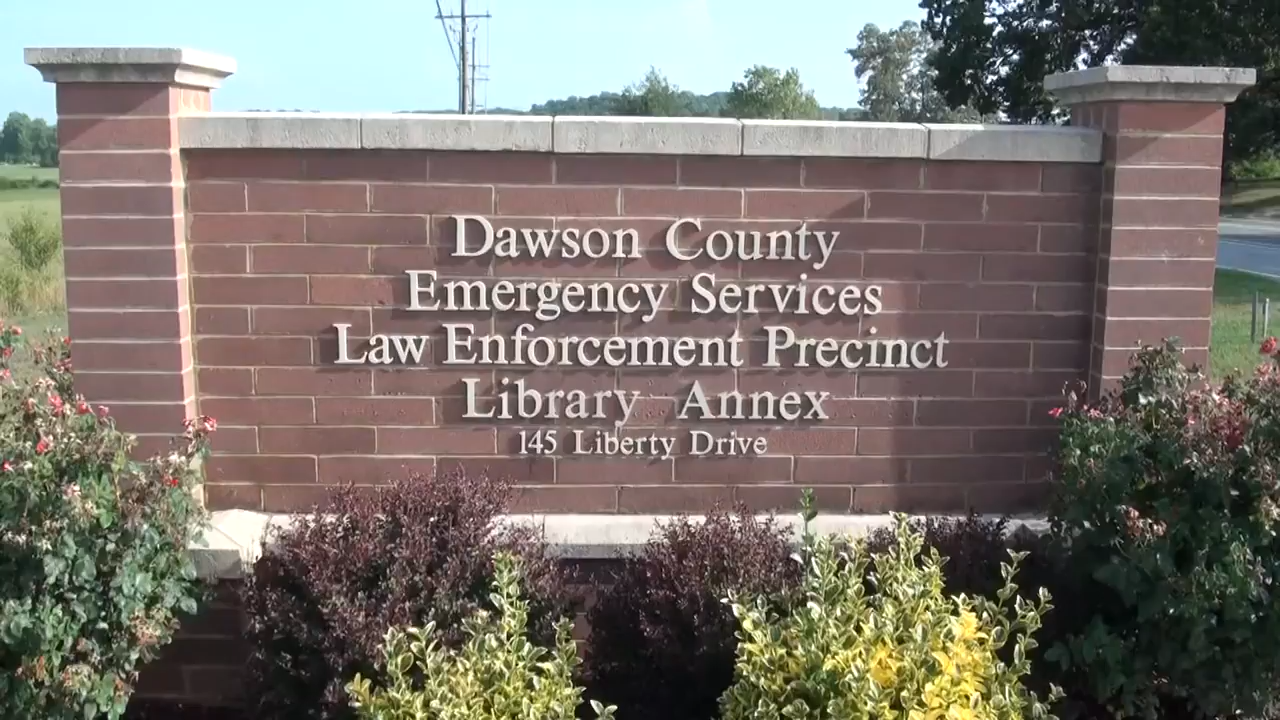 Dawson County
Emergency Services
Law Enforcement Precinct
Library Annex
145 Liberty Drive